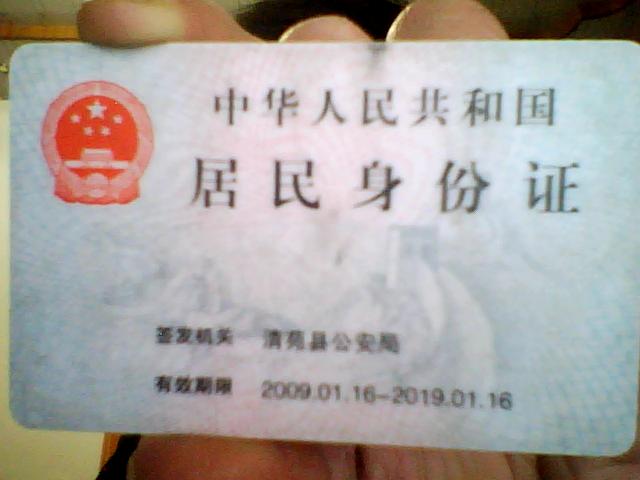 中华人民共和国
居民身份证
签发机关 清苑县公安局
有效期限 2009.01.16-2019.01.16